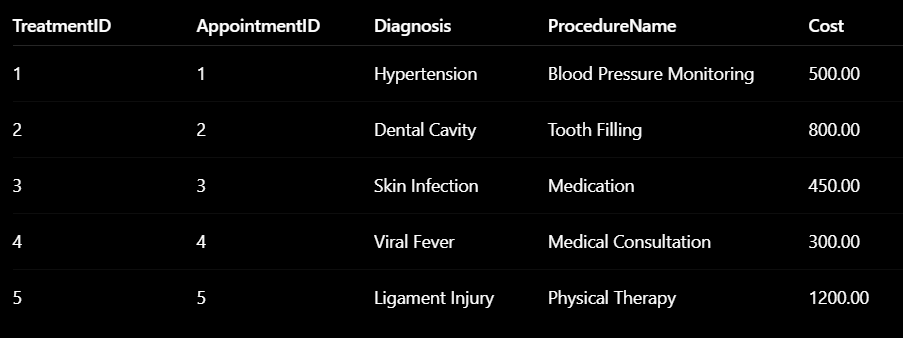 TreatmentID AppointmentID Diagnosis ProcedureName Cost
1 1 Hypertension Blood Pressure Monitoring 500.00
2 2 Dental Cavity Tooth Filling 800.00
3 3 Skin Infection Medication 450.00
4 4 Viral Fever Medical Consultation 300.00
5 5 Ligament Injury Physical Therapy 1200.00